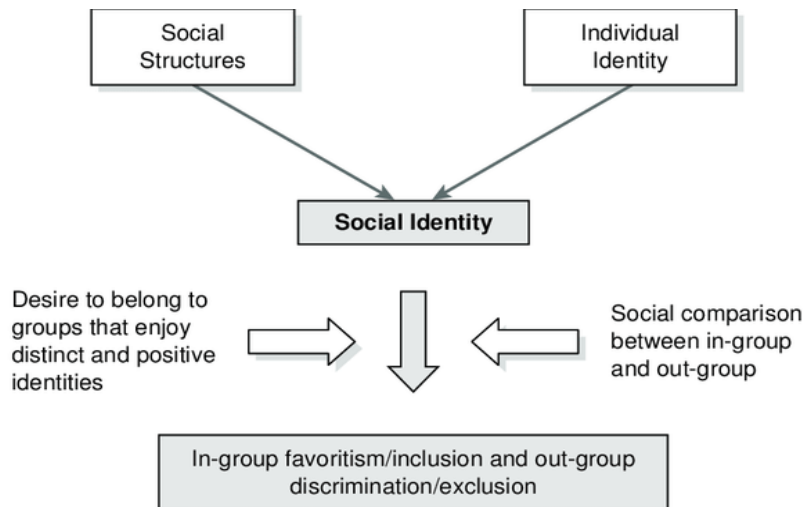 Social
Structures
Individual
Identity
Social Identity
Desire to belong to
groups that enjoy
distinct and positive
identities
Social comparison
between in-group
and out-group
In-group favoritism/inclusion and out-group
discrimination/exclusion